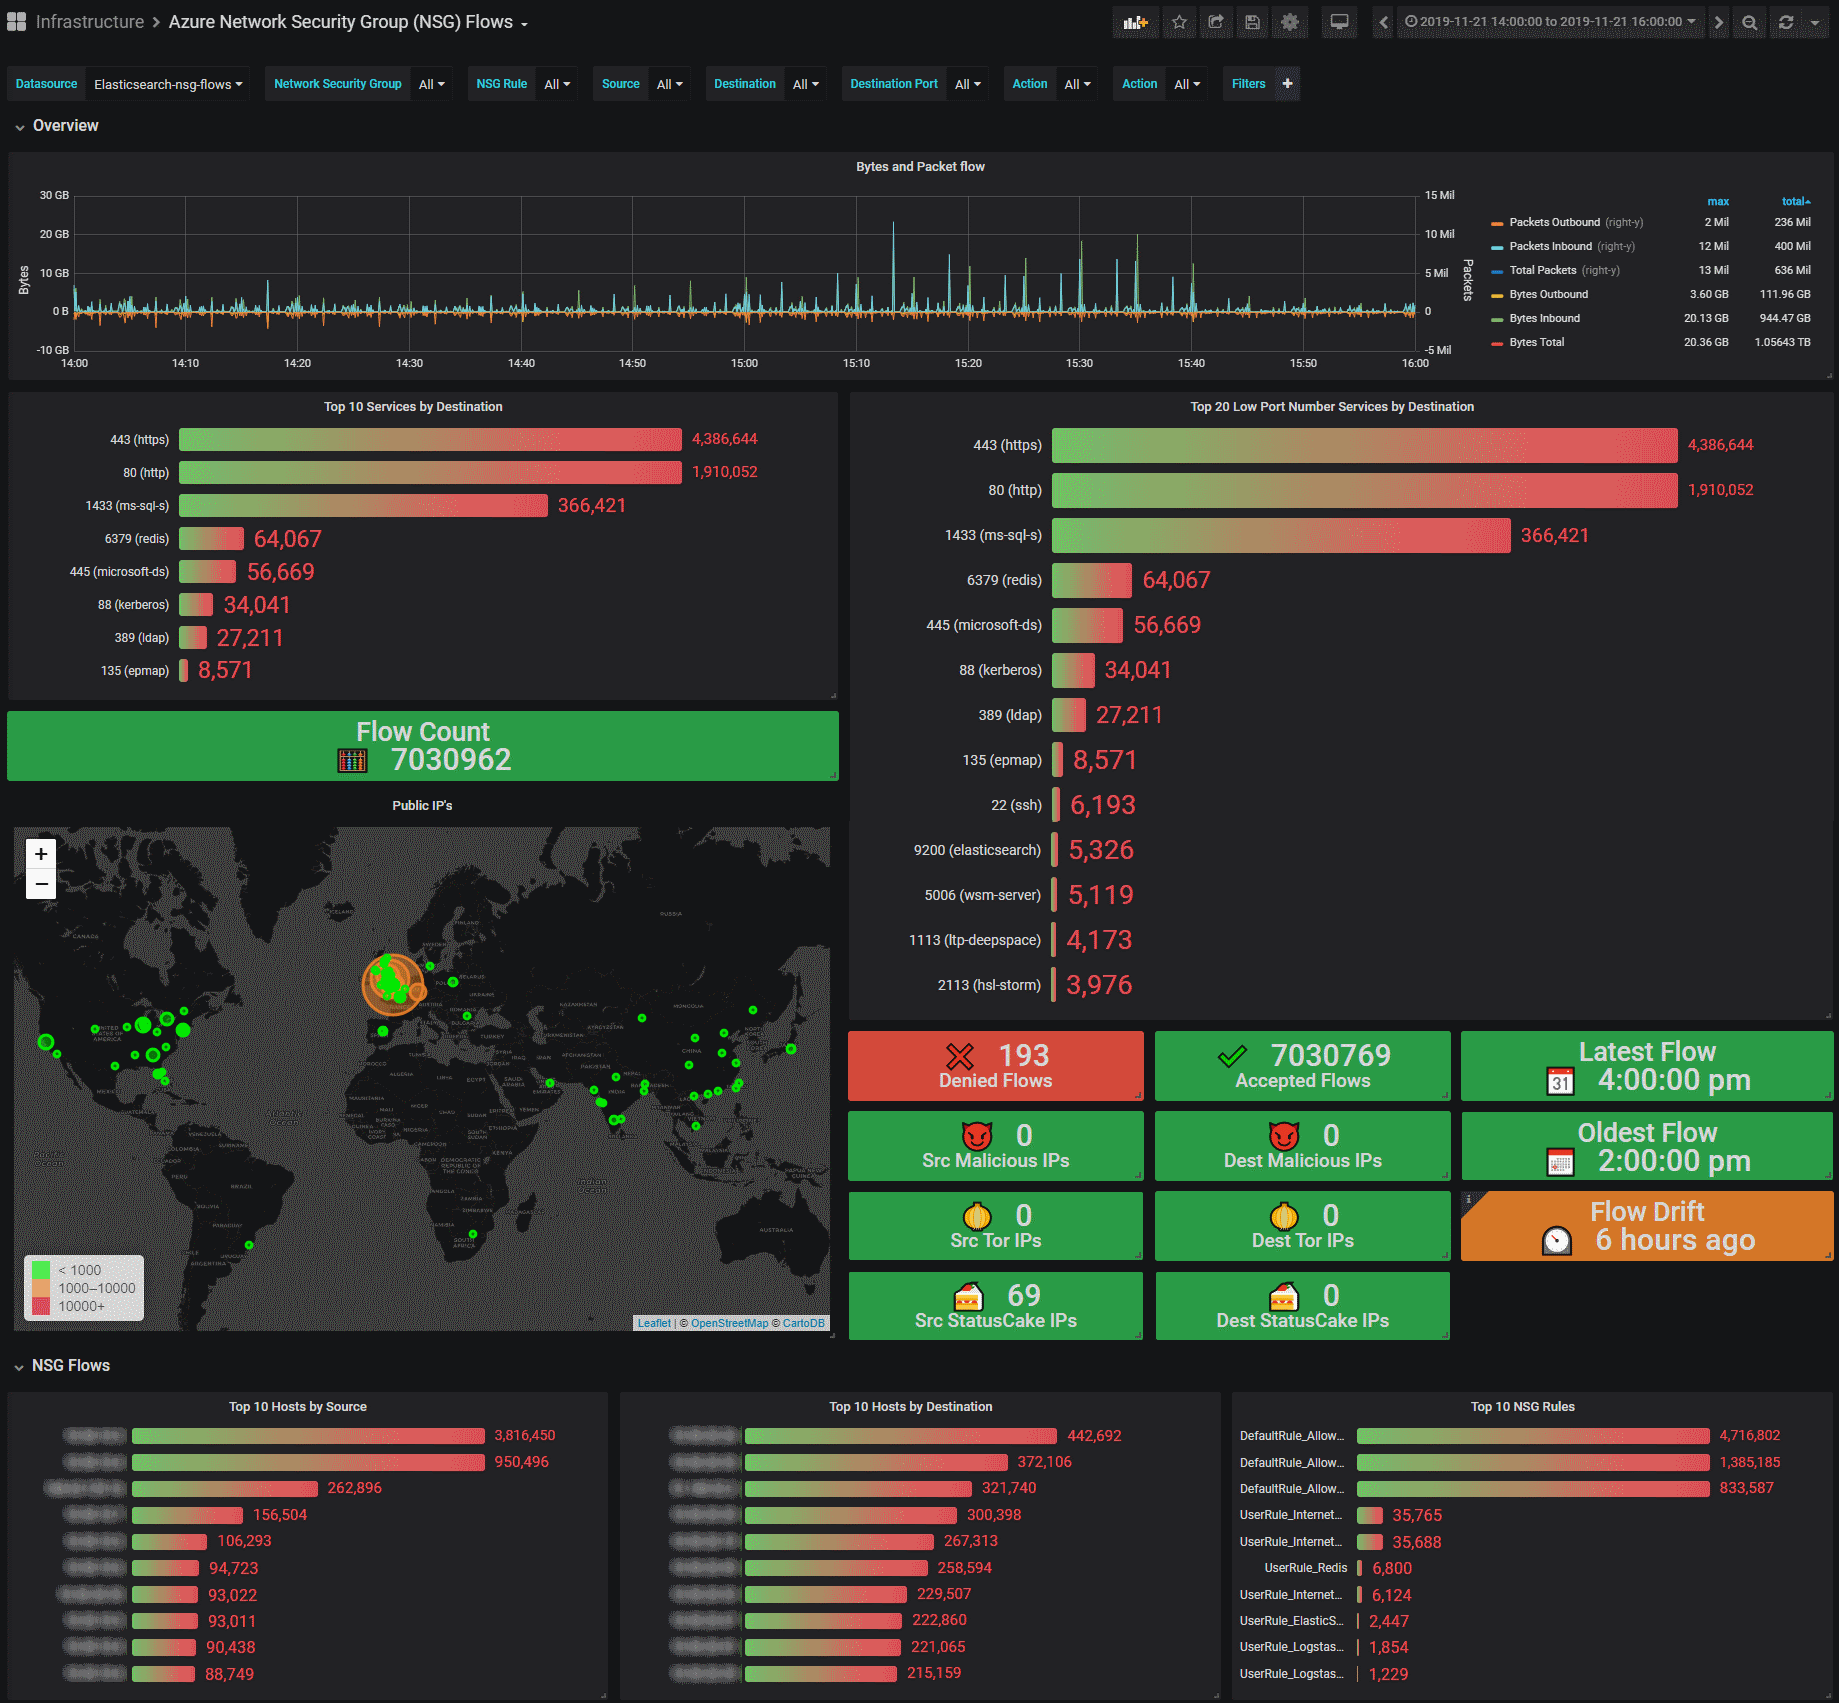 Infrastructure > Azure Network Security Group (NSG) Flows
2019-11-21 14:00:00 to 2019-11-21 16:00:00
Datasource Elasticsearch-nsg-flows Network Security Group All NSG Rule All Source All Destination All Destination Port All Action All Action All Filters +
Overview
Bytes and Packet flow
Bytes
30 GB
20 GB
10 GB
0 B
-10 GB
15 Mil
10 Mil
5 Mil
0
-5 Mil
Packets
14:00 14:10 14:20 14:30 14:40 14:50 15:00 15:10 15:20 15:30 15:40 15:50 16:00
max total
Packets Outbound (right-y) 2 Mil 236 Mil
Packets Inbound (right-y) 12 Mil 400 Mil
Total Packets (right-y) 13 Mil 636 Mil
Bytes Outbound 3.60 GB 111.96 GB
Bytes Inbound 20.13 GB 944.47 GB
Bytes Total 20.36 GB 1.05643 TB
Top 10 Services by Destination
443 (https) 4,386,644
80 (http) 1,910,052
1433 (ms-sql-s) 366,421
6379 (redis) 64,067
445 (microsoft-ds) 56,669
88 (kerberos) 34,041
389 (ldap) 27,211
135 (epmap) 8,571
Top 20 Low Port Number Services by Destination
443 (https) 4,386,644
80 (http) 1,910,052
1433 (ms-sql-s) 366,421
6379 (redis) 64,067
445 (microsoft-ds) 56,669
88 (kerberos) 34,041
389 (ldap) 27,211
135 (epmap) 8,571
22 (ssh) 6,193
9200 (elasticsearch) 5,326
5006 (wsm-server) 5,119
1113 (ltp-deepspace) 4,173
2113 (hsl-storm) 3,976
Flow Count
7030962
Public IP's
+
−
< 1000
1000–10000
10000+
Leaflet | © OpenStreetMap © CartoDB
193
Denied Flows
7030769
Accepted Flows
Latest Flow
31 4:00:00 pm
0
Src Malicious IPs
0
Dest Malicious IPs
Oldest Flow
2:00:00 pm
0
Src Tor IPs
0
Dest Tor IPs
Flow Drift
6 hours ago
69
Src StatusCake IPs
0
Dest StatusCake IPs
NSG Flows
Top 10 Hosts by Source
3,816,450
950,496
262,896
156,504
106,293
94,723
93,022
93,011
90,438
88,749
Top 10 Hosts by Destination
442,692
372,106
321,740
300,398
267,313
258,594
229,507
222,860
221,065
215,159
Top 10 NSG Rules
DefaultRule_Allow... 4,716,802
DefaultRule_Allow... 1,385,185
DefaultRule_Allow... 833,587
UserRule_Internet... 35,765
UserRule_Internet... 35,688
UserRule_Redis 6,800
UserRule_Internet... 6,124
UserRule_ElasticS... 2,447
UserRule_Logstas... 1,854
UserRule_Logstas... 1,229